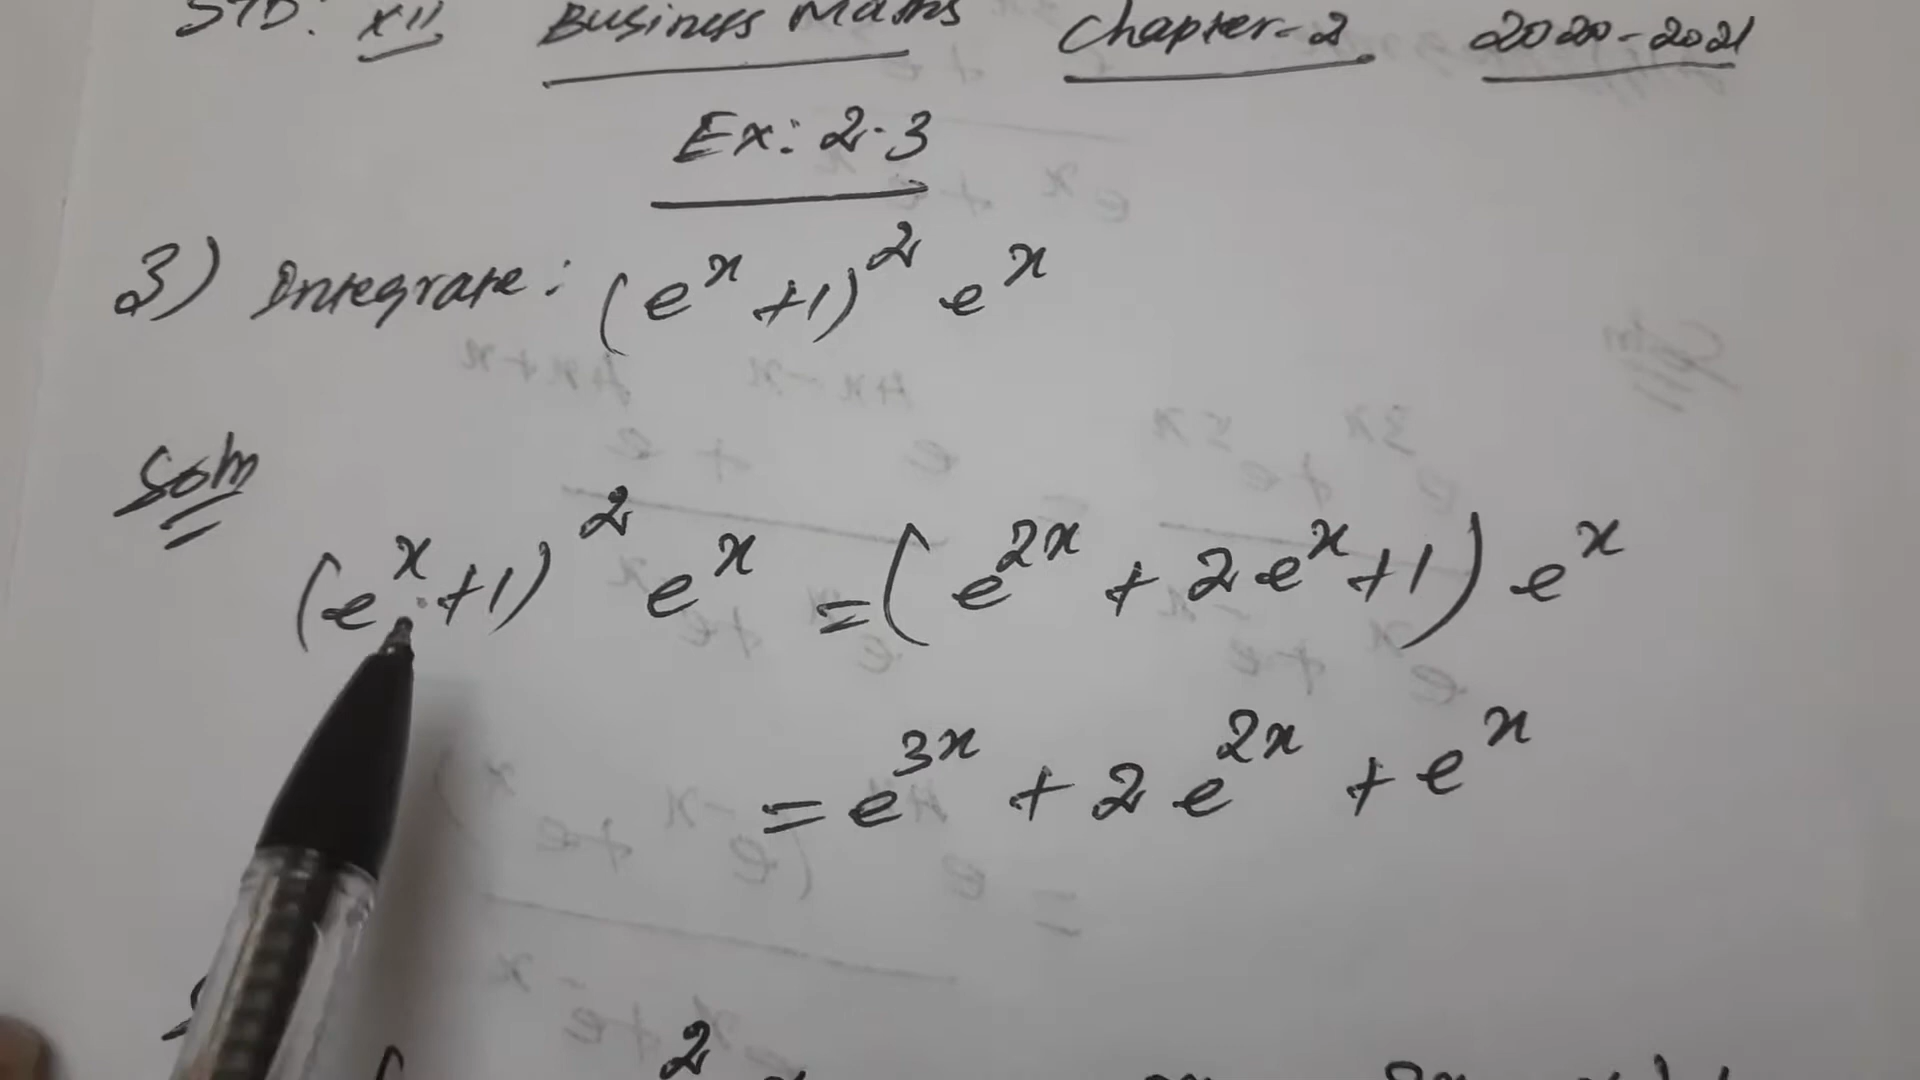 STD: XII Business Maths Chapter-2 2020-2021
Ex: 2.3
3) Integrate: (e^x +1)^2 e^x
Soln
(e^x +1)^2 e^x = (e^2x + 2e^x +1) e^x
= e^3x + 2e^2x + e^x